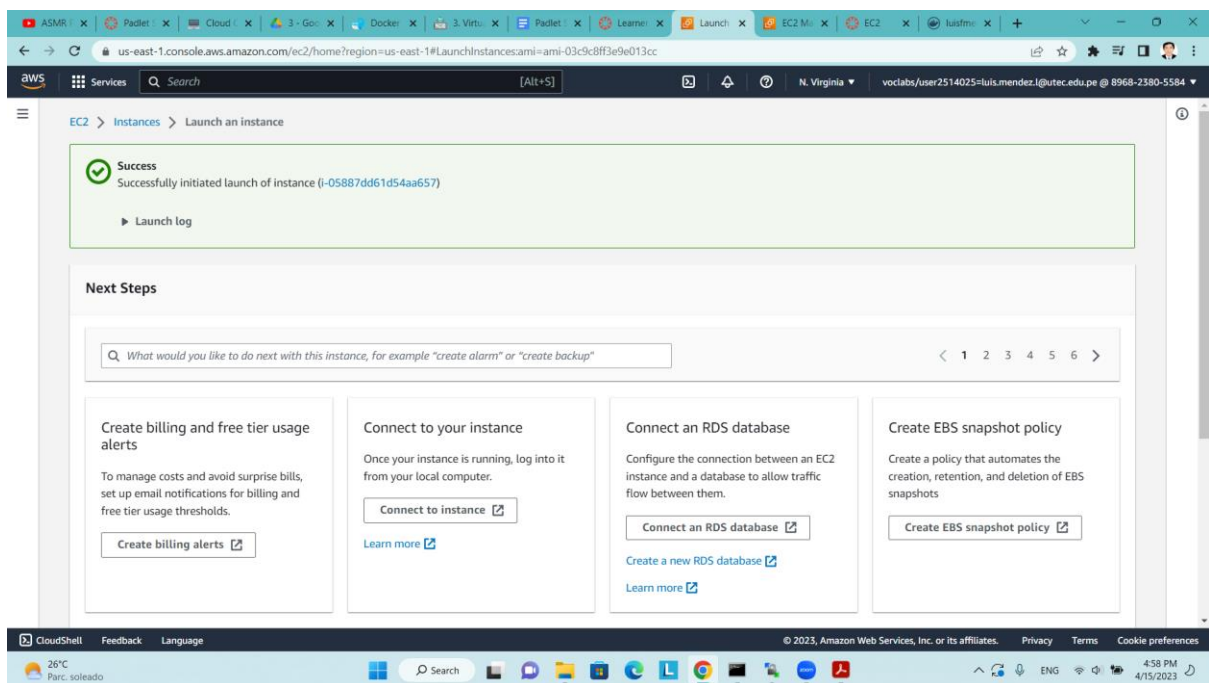 ASMR
Padlet
Cloud
3 - Goo
Docker
3. Virtu
Padlet
Learner
Launch
EC2 Ma
EC2
luisfme
us-east-1.console.aws.amazon.com/ec2/home?region=us-east-1#LaunchInstances:ami=ami-03c9c8ff3e9e013cc
aws
Services
Search
[Alt+S]
N. Virginia
voclabs/user2514025=luis.mendez.l@utec.edu.pe @ 8968-2380-5584
EC2 > Instances > Launch an instance
Success
Successfully initiated launch of instance (i-05887dd61d54aa657)
Launch log
Next Steps
What would you like to do next with this instance, for example "create alarm" or "create backup"
< 1 2 3 4 5 6 >
Create billing and free tier usage
alerts
To manage costs and avoid surprise bills,
set up email notifications for billing and
free tier usage thresholds.
Create billing alerts
Connect to your instance
Once your instance is running, log into it
from your local computer.
Connect to instance
Learn more
Connect an RDS database
Configure the connection between an EC2
instance and a database to allow traffic
flow between them.
Connect an RDS database
Create a new RDS database
Learn more
Create EBS snapshot policy
Create a policy that automates the
creation, retention, and deletion of EBS
snapshots
Create EBS snapshot policy
CloudShell
Feedback
Language
© 2023, Amazon Web Services, Inc. or its affiliates.
Privacy
Terms
Cookie preferences
26°C
Parc. soleado
Search
ENG
4:58 PM
4/15/2023